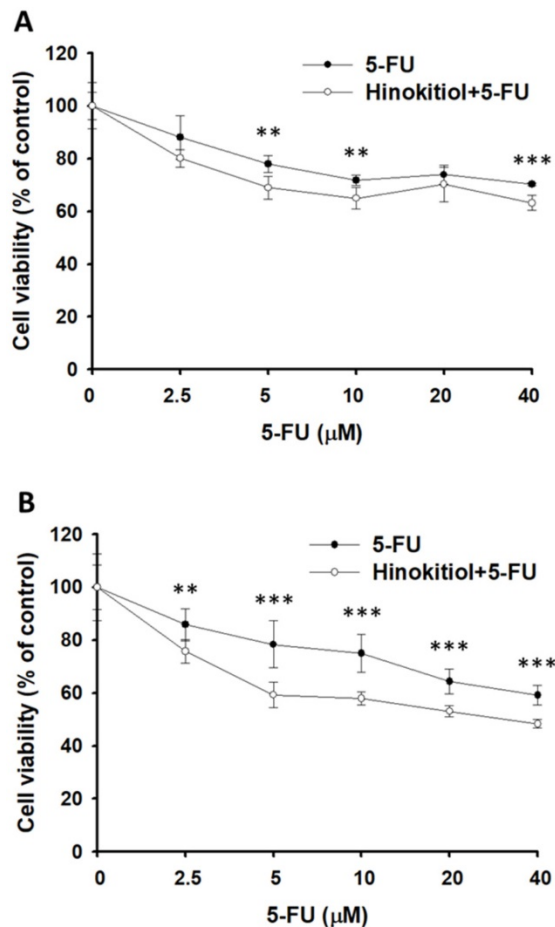 A
5-FU
Hinokitiol+5-FU
Cell viability (% of control)
120
100
80
60
40
20
0
** ** ***
0 2.5 5 10 20 40
5-FU (μM)
B
5-FU
Hinokitiol+5-FU
Cell viability (% of control)
120
100
80
60
40
20
0
** *** *** *** ***
0 2.5 5 10 20 40
5-FU (μM)